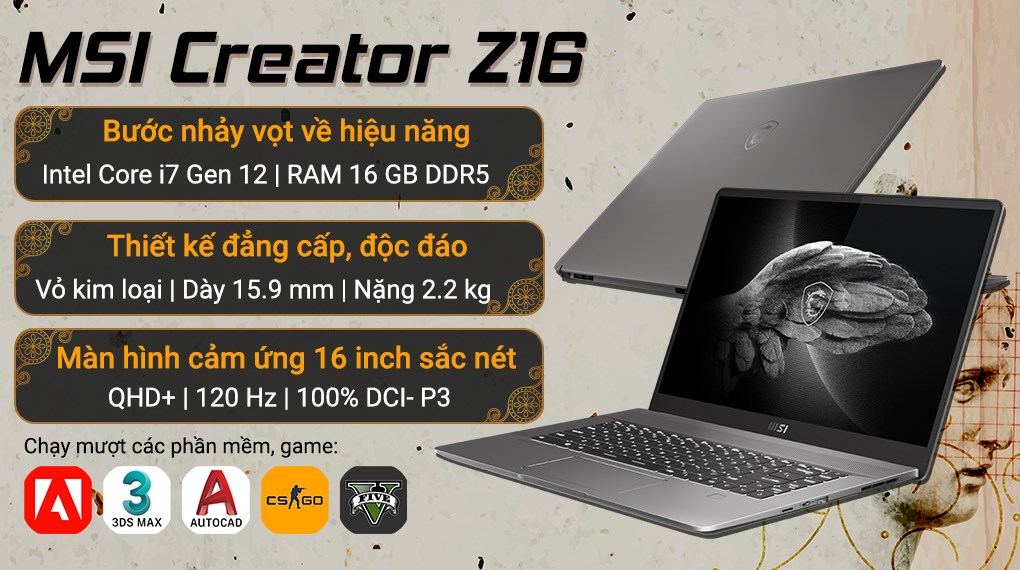 MSI Creator Z16
Bước nhảy vọt về hiệu năng
Intel Core i7 Gen 12 | RAM 16 GB DDR5
Thiết kế đẳng cấp, độc đáo
Vỏ kim loại | Dày 15.9 mm | Nặng 2.2 kg
Màn hình cảm ứng 16 inch sắc nét
QHD+ | 120 Hz | 100% DCI- P3
Chạy mượt các phần mềm, game:
3
3DS MAX
A
AUTOCAD
CS GO
V
FIVE
msi